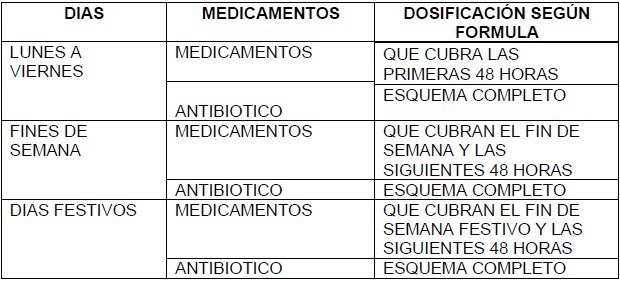 DIAS MEDICAMENTOS DOSIFICACIÓN SEGÚN
FORMULA
LUNES A
VIERNES
MEDICAMENTOS
QUE CUBRA LAS
PRIMERAS 48 HORAS
ANTIBIOTICO
ESQUEMA COMPLETO
FINES DE
SEMANA
MEDICAMENTOS
QUE CUBRAN EL FIN DE
SEMANA Y LAS
SIGUIENTES 48 HORAS
ANTIBIOTICO
ESQUEMA COMPLETO
DIAS FESTIVOS
MEDICAMENTOS
QUE CUBRAN EL FIN DE
SEMANA FESTIVO Y LAS
SIGUIENTES 48 HORAS
ANTIBIOTICO
ESQUEMA COMPLETO